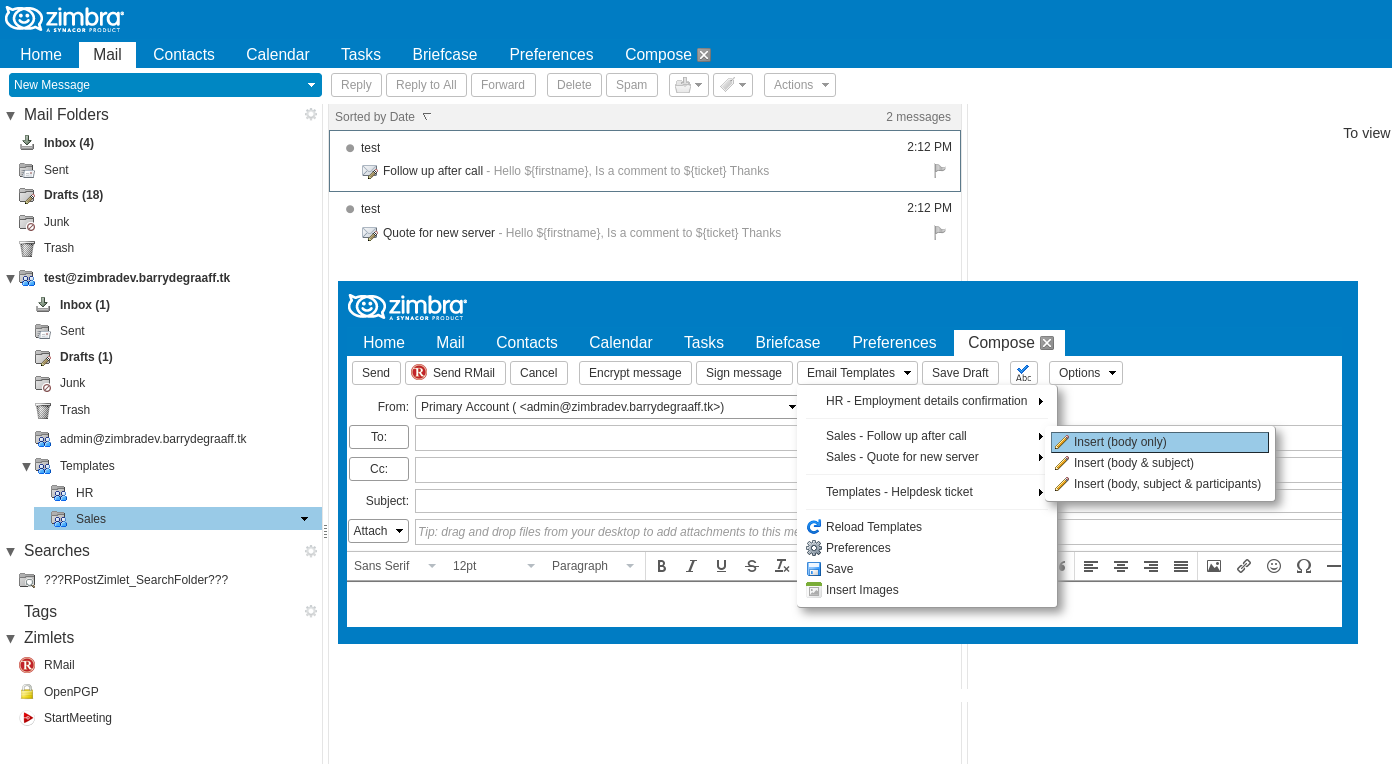 zimbra
A SYNACOR PRODUCT
Home Mail Contacts Calendar Tasks Briefcase Preferences Compose
New Message Reply Reply to All Forward Delete Spam Actions
Mail Folders
Inbox (4)
Sent
Drafts (18)
Junk
Trash
test@zimbradev.barrydegraaff.tk
Inbox (1)
Sent
Drafts (1)
Junk
Trash
admin@zimbradev.barrydegraaff.tk
Templates
HR
Sales
Searches
???RPostZimlet_SearchFolder???
Tags
Zimlets
RMail
OpenPGP
StartMeeting
Sorted by Date 2 messages
test 2:12 PM
Follow up after call - Hello ${firstname}, Is a comment to ${ticket} Thanks
test 2:12 PM
Quote for new server - Hello ${firstname}, Is a comment to ${ticket} Thanks
To view
zimbra
A SYNACOR PRODUCT
Home Mail Contacts Calendar Tasks Briefcase Preferences Compose
Send R Send RMail Cancel Encrypt message Sign message Email Templates Save Draft Abc Options
From: Primary Account ( <admin@zimbradev.barrydegraaff.tk>)
To:
Cc:
Subject:
Attach Tip: drag and drop files from your desktop to add attachments to this me
Sans Serif 12pt Paragraph B I U S Tx
HR - Employment details confirmation
Sales - Follow up after call
Sales - Quote for new server
Templates - Helpdesk ticket
Reload Templates
Preferences
Save
Insert Images
Insert (body only)
Insert (body & subject)
Insert (body, subject & participants)